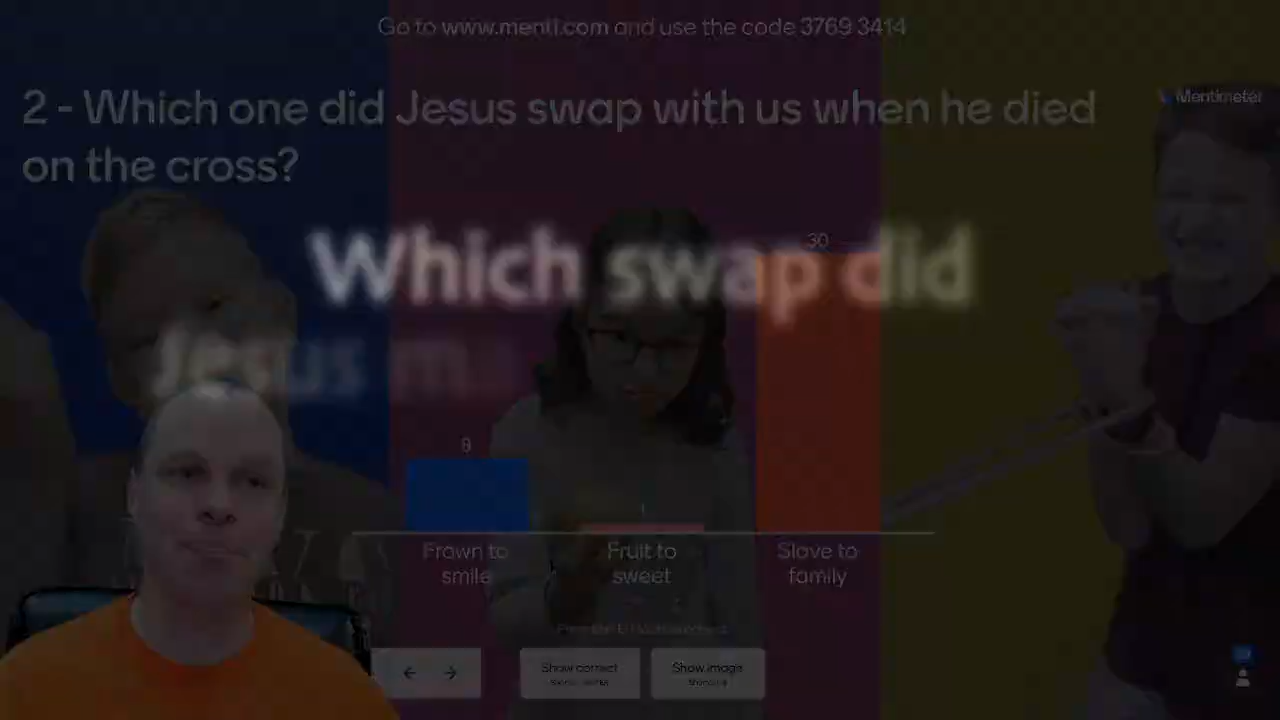 Go to www.menti.com and use the code 3769 3414
2 - Which one did Jesus swap with us when he died
on the cross?
Mentimeter
Which swap did
Jesus m
30
8
1
Frown to
smile
Fruit to
sweet
Slave to
family
Show correct
Show image